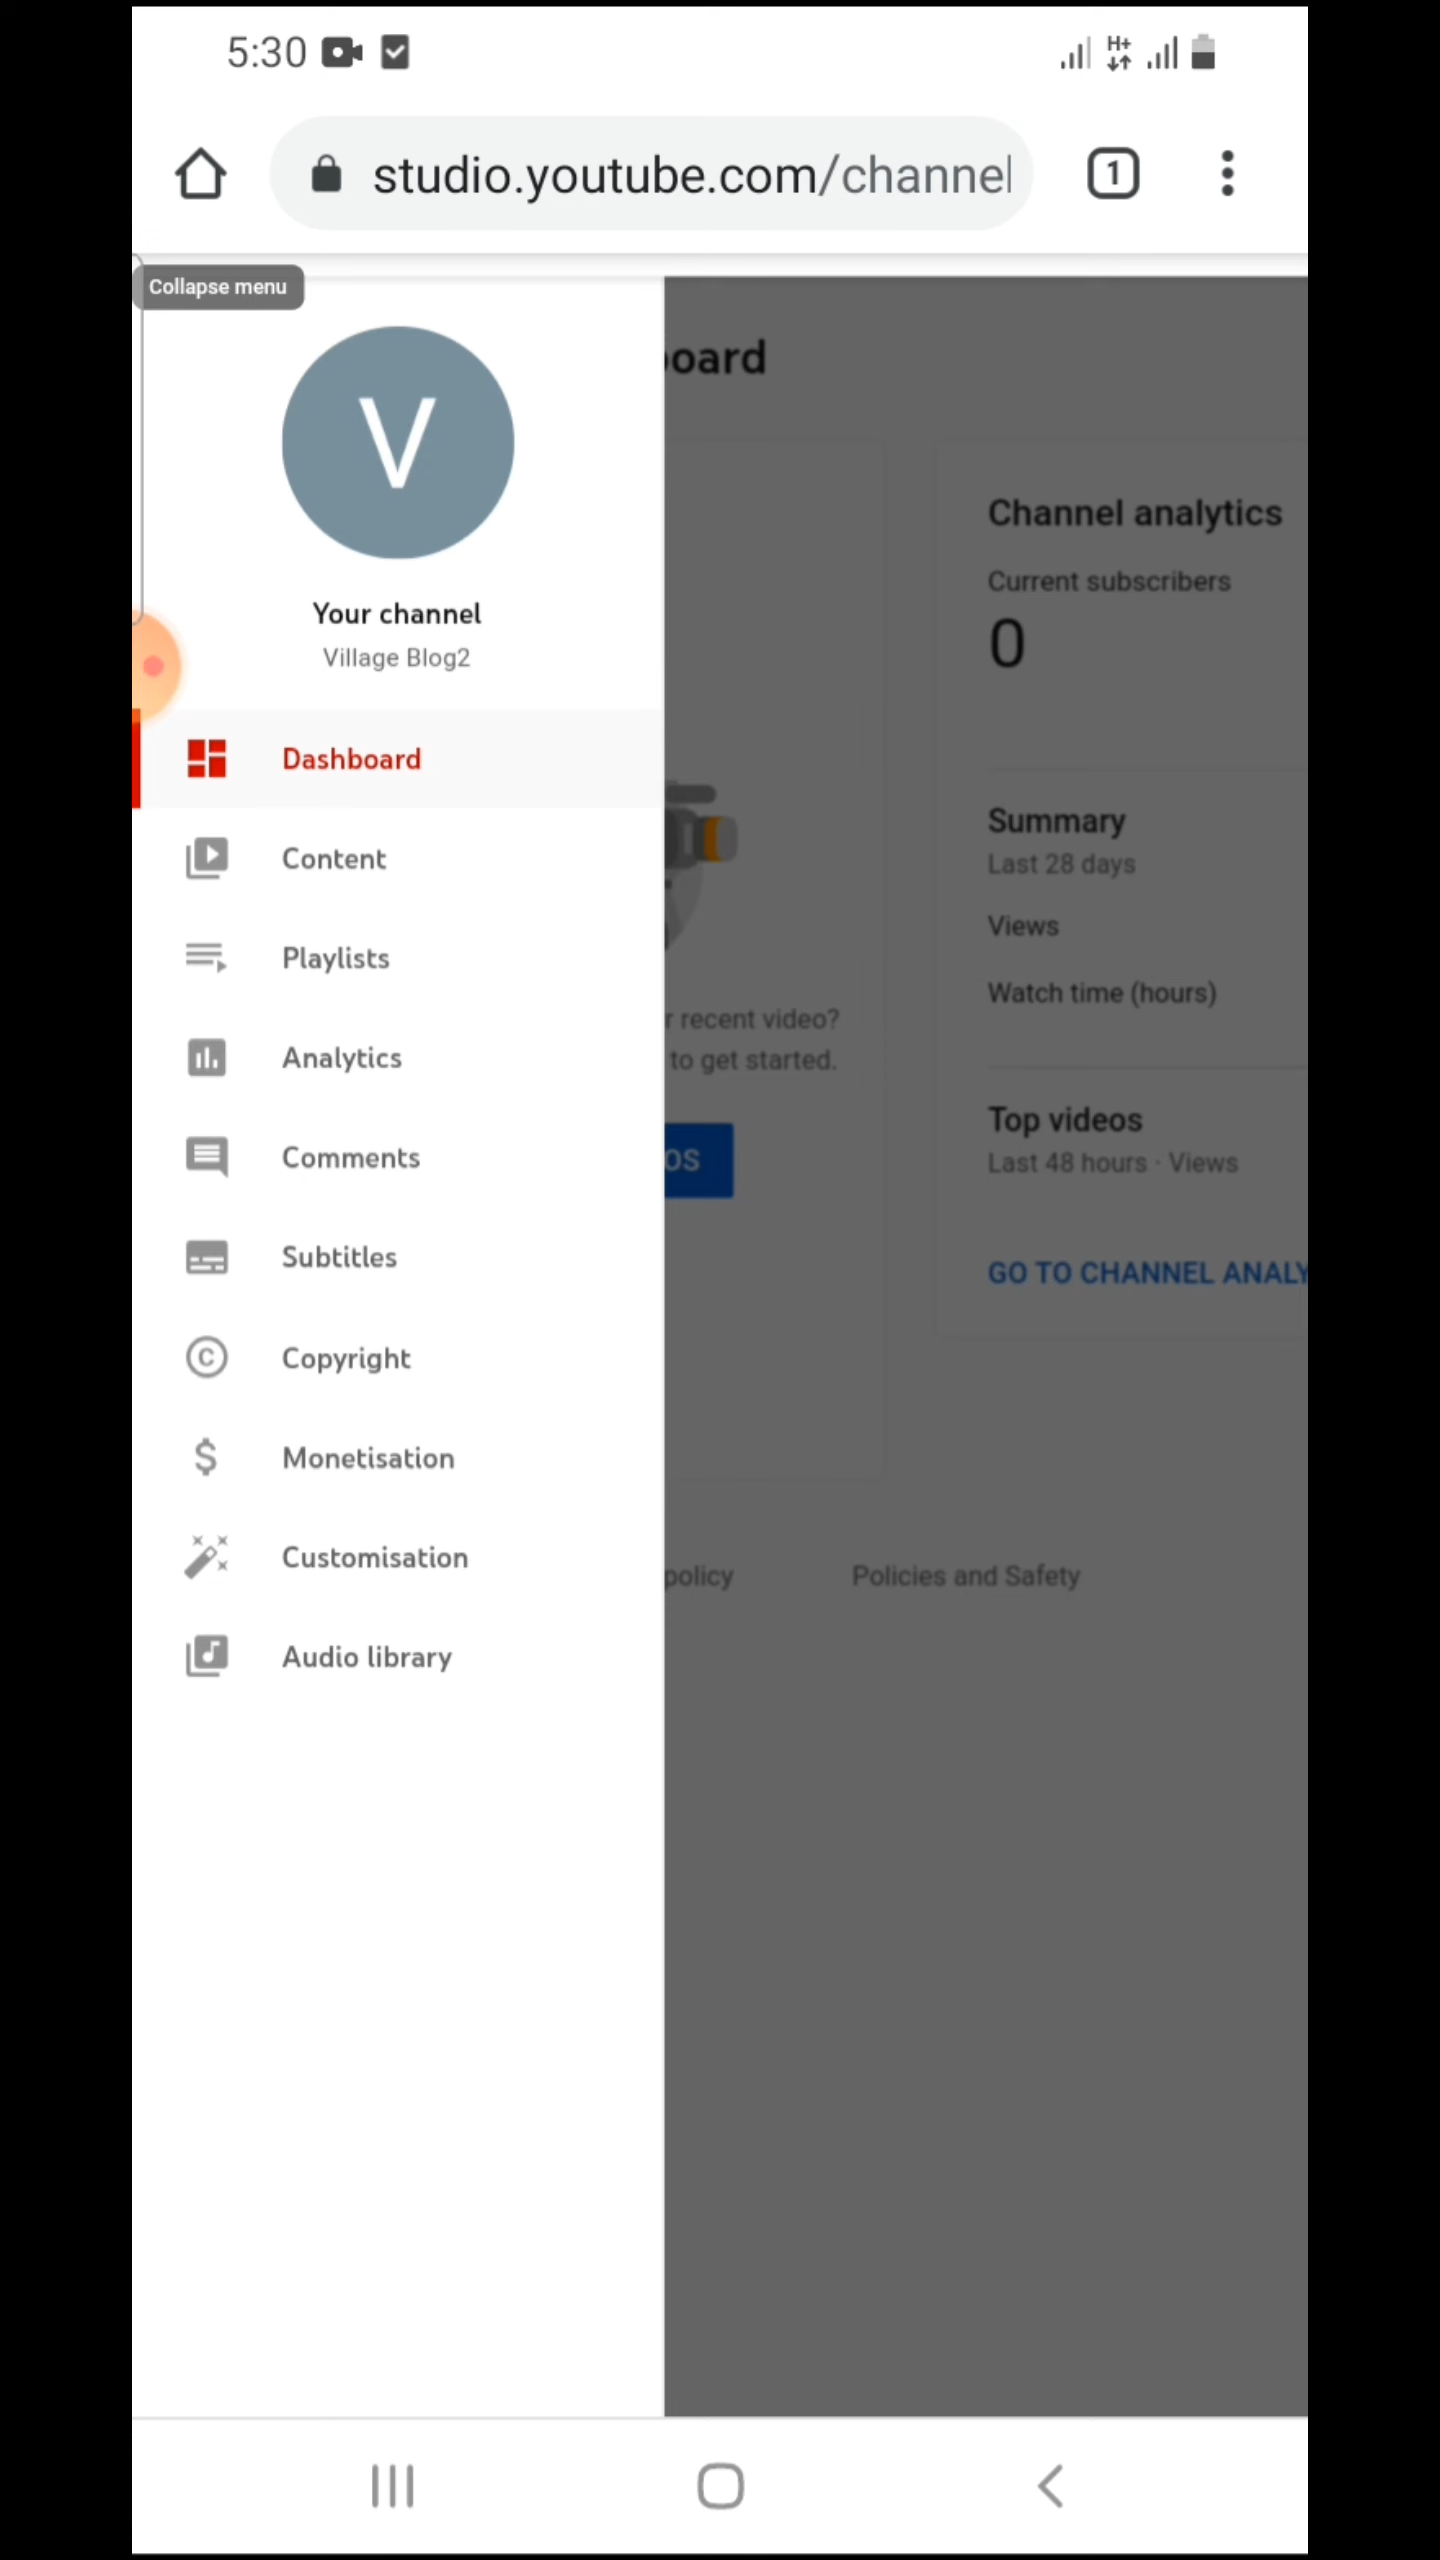 5:30
H+
studio.youtube.com/channel
1
Collapse menu
V
Your channel
Village Blog2
Dashboard
Content
Playlists
Analytics
Comments
Subtitles
Copyright
Monetisation
Customisation
Audio library
board
recent video?
to get started.
OS
policy
Policies and Safety
Channel analytics
Current subscribers
0
Summary
Last 28 days
Views
Watch time (hours)
Top videos
Last 48 hours · Views
GO TO CHANNEL ANALY